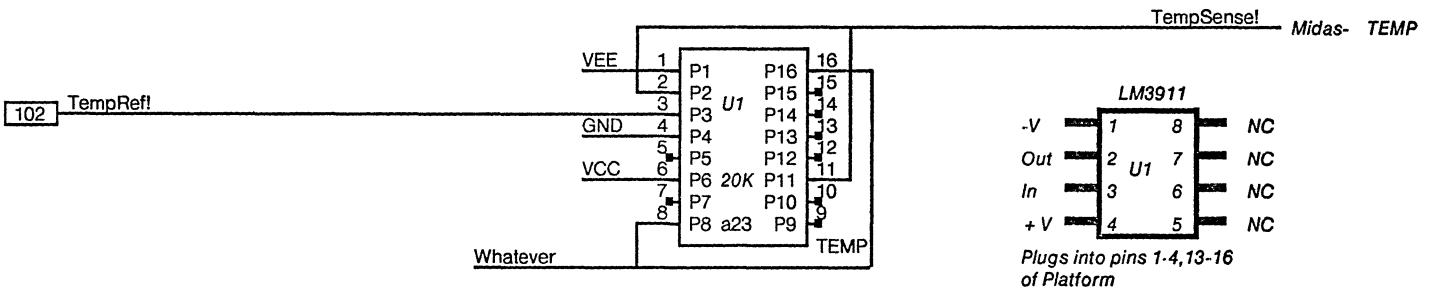 TempSense!
Midas- TEMP
VEE 1 P1 P16 16
2 P2 P15 15
102 TempRef! 3 P3 U1 P14 14
GND 4 P4 P13 13
5 P5 P12 12
VCC 6 P6 20K P11 11
7 P7 P10 10
8 P8 a23 P9 9
TEMP
Whatever
LM3911
-V 1 8 NC
Out 2 U1 7 NC
In 3 6 NC
+ V 4 5 NC
Plugs into pins 1-4,13-16
of Platform